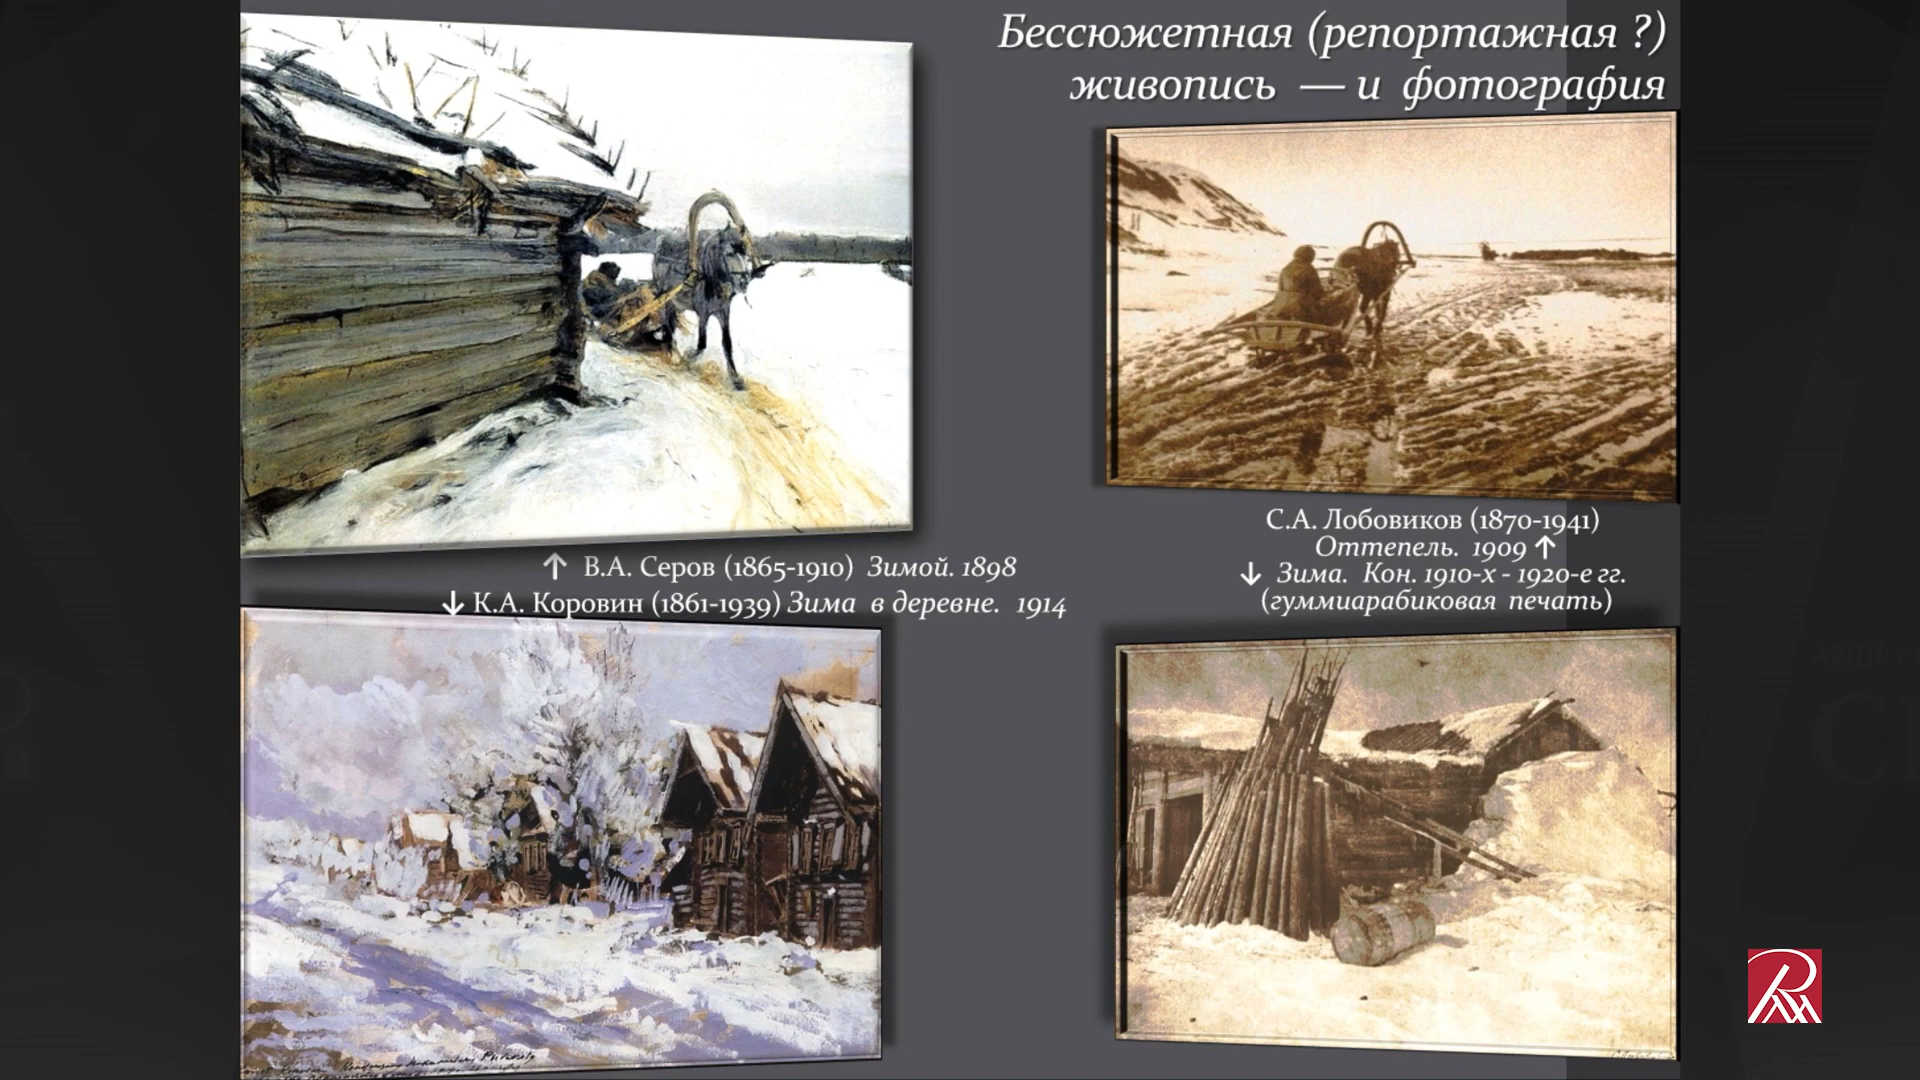 Бессюжетная (репортажная ?)
живопись — и фотография
С.А. Лобовиков (1870-1941)
Оттепель. 1909 ↑
↓ Зима. Кон. 1910-х - 1920-е гг.
(гуммиарабиковая печать)
↑ В.А. Серов (1865-1910) Зимой. 1898
↓ К.А. Коровин (1861-1939) Зима в деревне. 1914